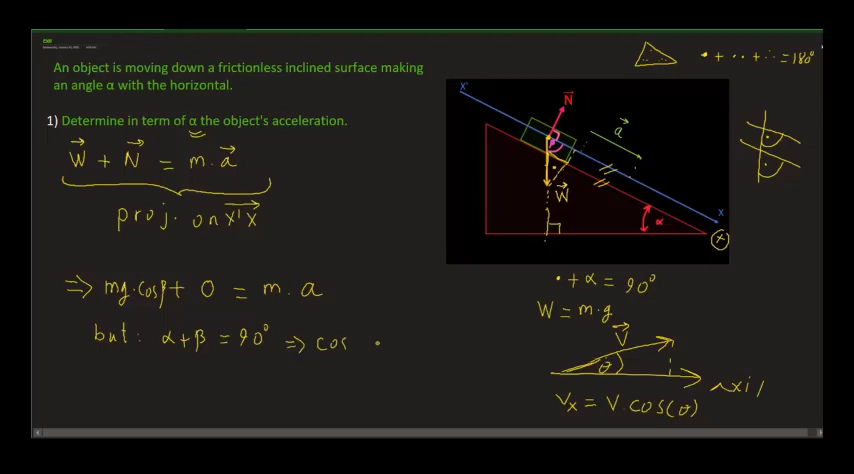 An object is moving down a frictionless inclined surface making
an angle α with the horizontal.
1) Determine in term of α the object's acceleration.
W + N = m.a
proj. on x'x
=> mg.cosβ + 0 = m.a
but: α+β = 90° => cos
• + •• + ∴ = 180°
x'
N
a
W
α
x
+
• + α = 90°
W = m.g
V
θ
axis
Vx = V.cos(θ)